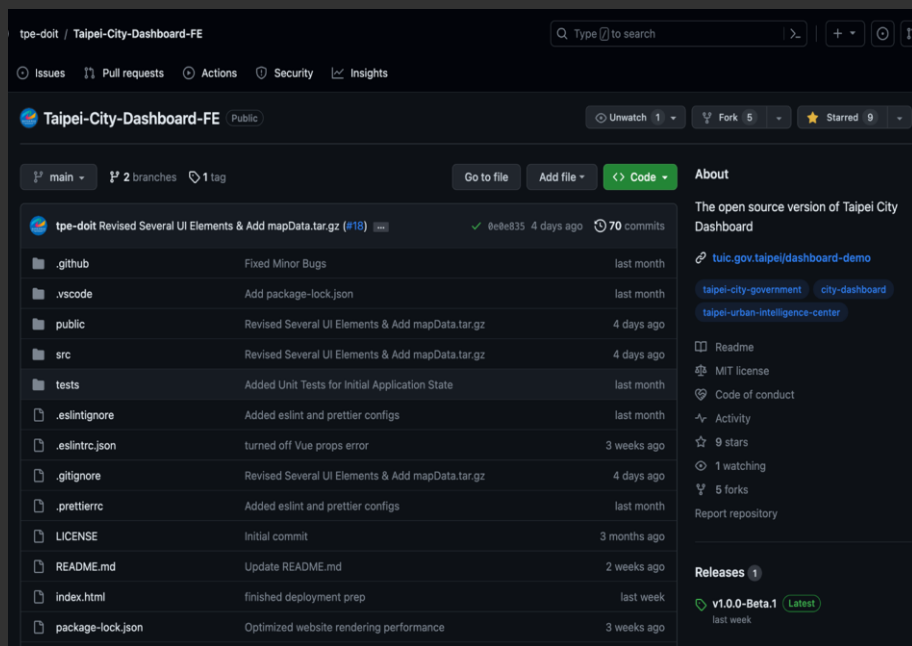 tpe-doit / Taipei-City-Dashboard-FE
Type / to search
Issues Pull requests Actions Security Insights
Taipei-City-Dashboard-FE Public
Unwatch 1 Fork 5 Starred 9
main 2 branches 1 tag
Go to file Add file <> Code
tpe-doit Revised Several UI Elements & Add mapData.tar.gz (#18) ... 0e0e835 4 days ago 70 commits
.github Fixed Minor Bugs last month
.vscode Add package-lock.json last month
public Revised Several UI Elements & Add mapData.tar.gz 4 days ago
src Revised Several UI Elements & Add mapData.tar.gz 4 days ago
tests Added Unit Tests for Initial Application State last month
.eslintignore Added eslint and prettier configs last month
.eslintrc.json turned off Vue props error 3 weeks ago
.gitignore Revised Several UI Elements & Add mapData.tar.gz 4 days ago
.prettierrc Added eslint and prettier configs last month
LICENSE Initial commit 3 months ago
README.md Update README.md 2 weeks ago
index.html finished deployment prep last week
package-lock.json Optimized website rendering performance 3 weeks ago
About
The open source version of Taipei City
Dashboard
tuic.gov.taipei/dashboard-demo
taipei-city-government city-dashboard
taipei-urban-intelligence-center
Readme
MIT license
Code of conduct
Activity
9 stars
1 watching
5 forks
Report repository
Releases 1
v1.0.0-Beta.1 Latest
last week